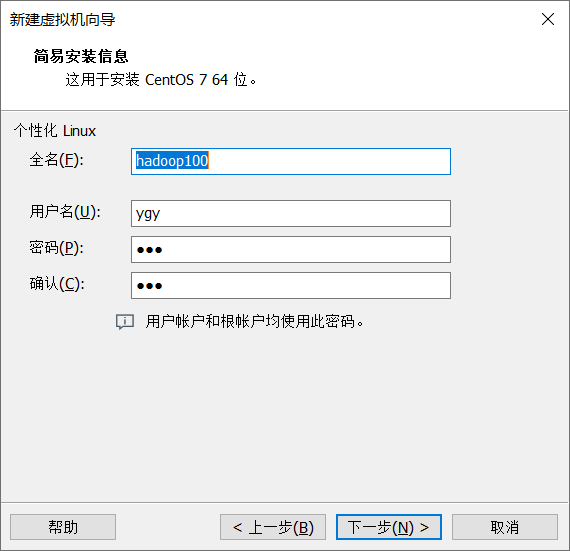 新建虚拟机向导
简易安装信息
这用于安装 CentOS 7 64 位。
个性化 Linux
全名(F): hadoop100
用户名(U): ygy
密码(P): ●●●
确认(C): ●●●
用户帐户和根帐户均使用此密码。
帮助 < 上一步(B) 下一步(N) > 取消